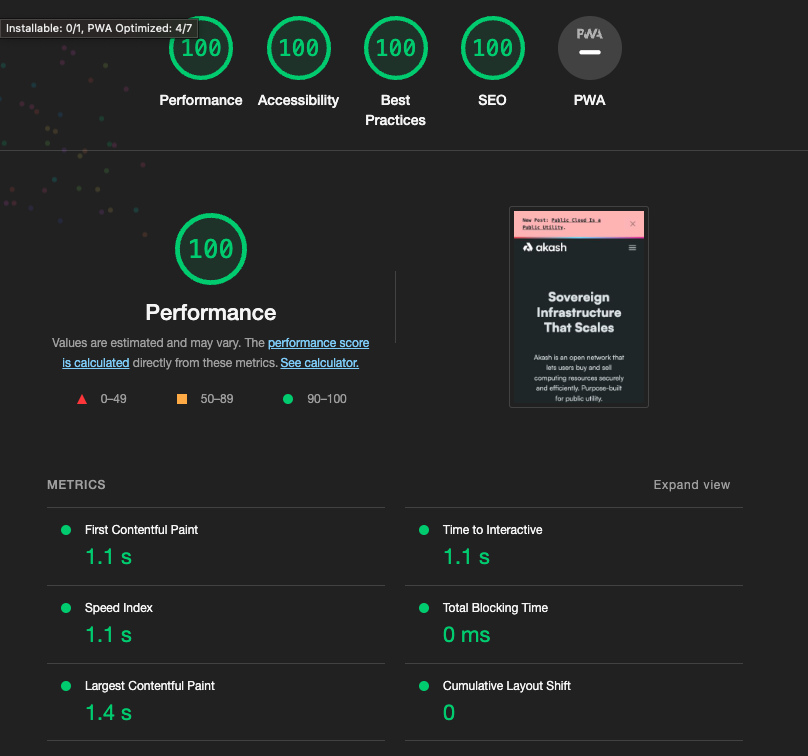 Installable: 0/1, PWA Optimized: 4/7
100
100
100
100
PWA
Performance
Accessibility
Best
Practices
SEO
PWA
100
Performance
Values are estimated and may vary. The performance score
is calculated directly from these metrics. See calculator.
0–49
50–89
90–100
New Post: Public Cloud Is a
Public Utility.
akash
Sovereign
Infrastructure
That Scales
Akash is an open network that
lets users buy and sell
computing resources securely
and efficiently. Purpose-built
for public utility.
METRICS
Expand view
First Contentful Paint
1.1 s
Time to Interactive
1.1 s
Speed Index
1.1 s
Total Blocking Time
0 ms
Largest Contentful Paint
1.4 s
Cumulative Layout Shift
0